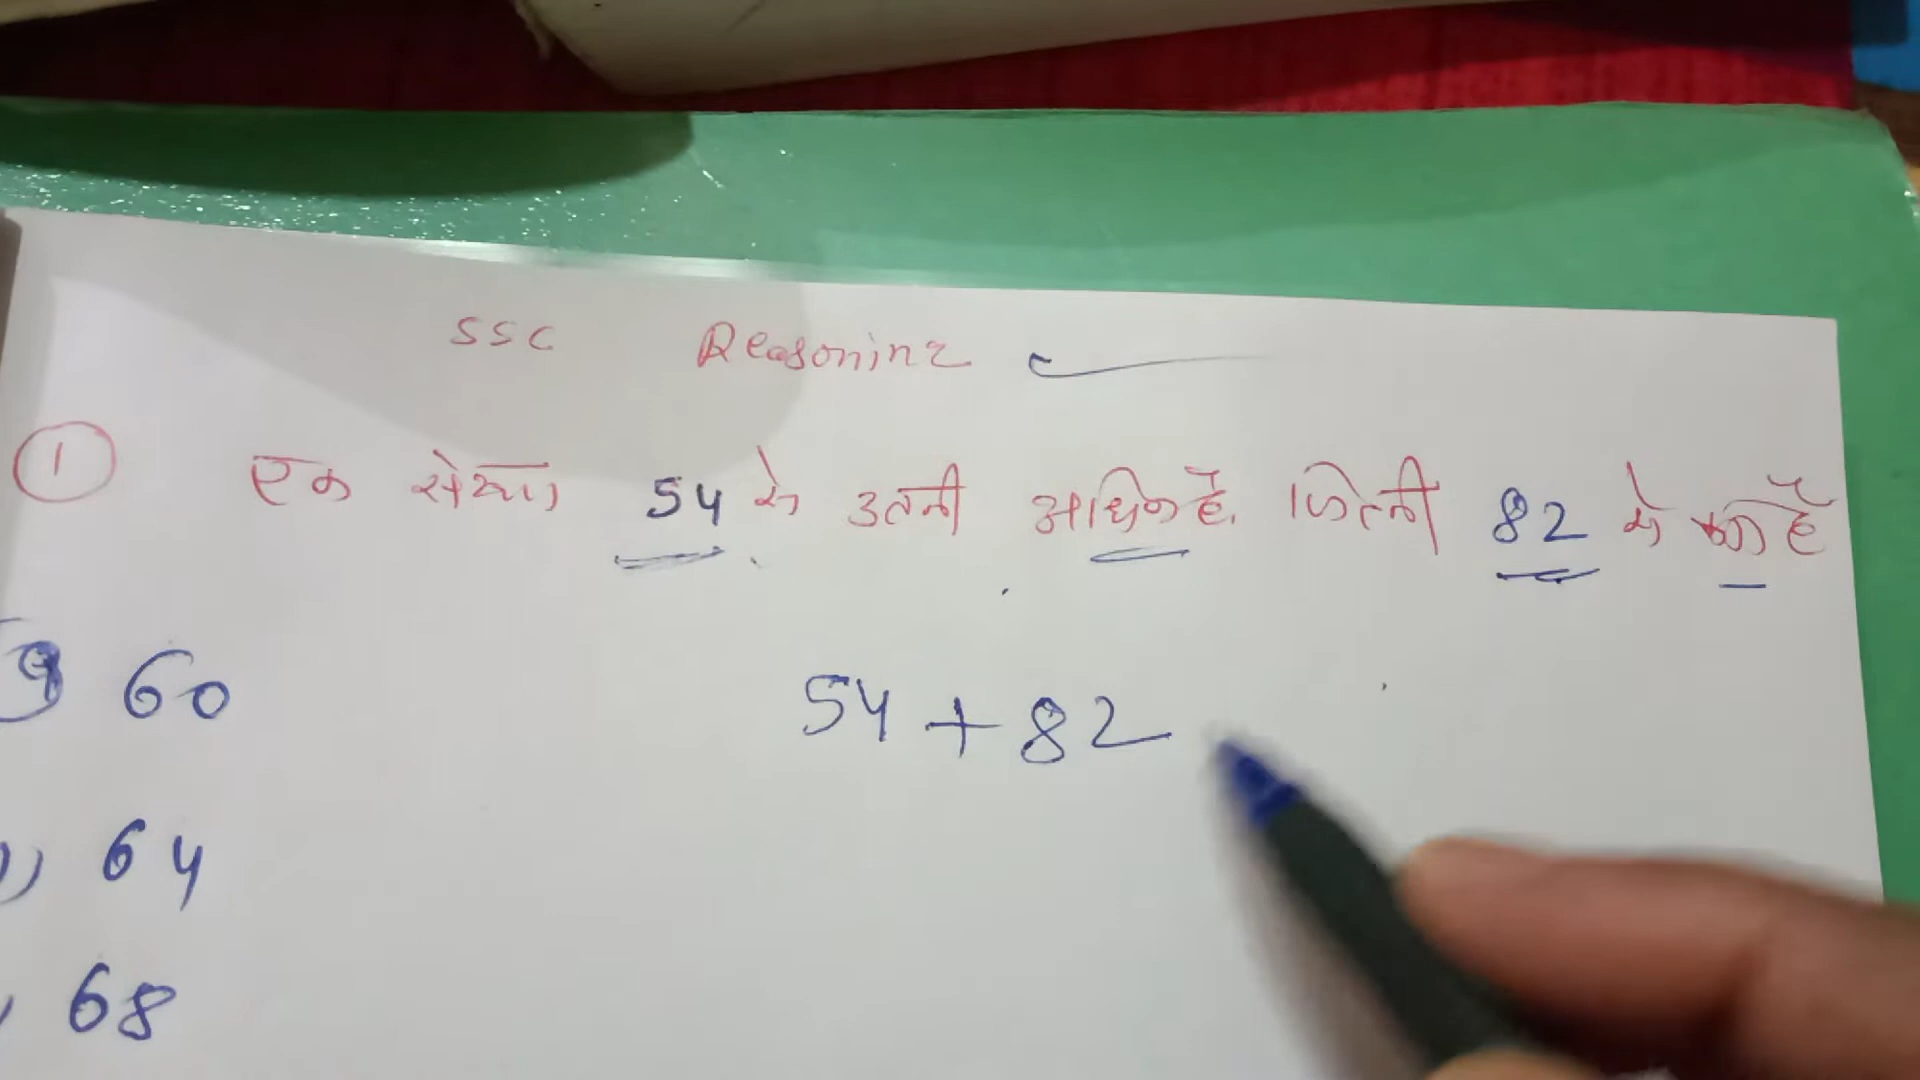 SSC Reasoning
1 एक संख्या 54 से उतनी अधिक है जितनी 82 से कम है
60
54 + 82
64
68